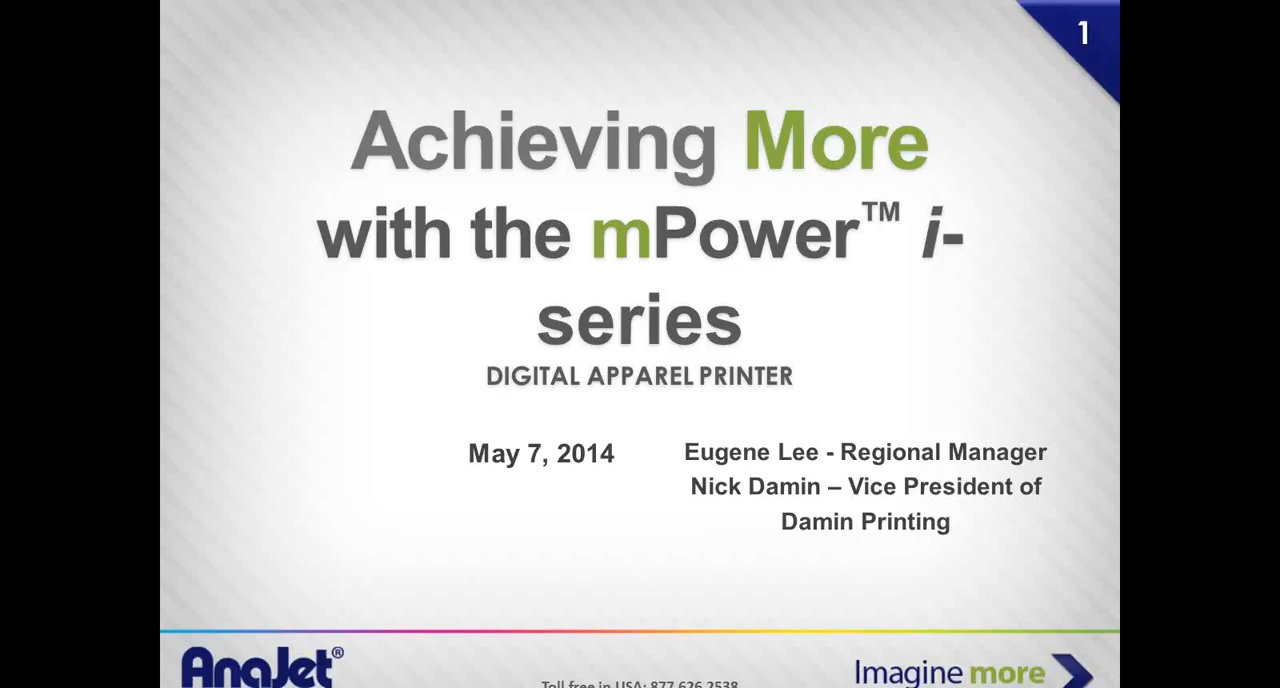 1
Achieving More
with the mPower™ i-
series
DIGITAL APPAREL PRINTER
May 7, 2014
Eugene Lee - Regional Manager
Nick Damin – Vice President of
Damin Printing
AnaJet®
Toll free in USA: 877.626.2538
Imagine more